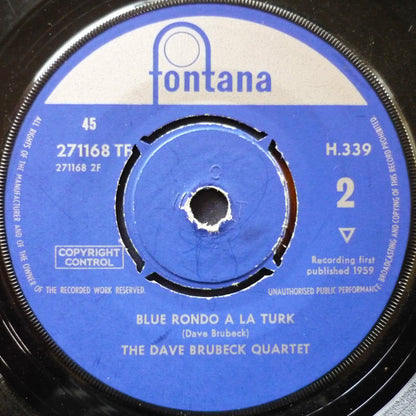 fontana
45
271168 TF
271168 2F
H.339
2
COPYRIGHT
CONTROL
Recording first
published 1959
ALL RIGHTS OF THE MANUFACTURER AND OF THE OWNER OF THE RECORDED WORK RESERVED.
UNAUTHORISED PUBLIC PERFORMANCE, BROADCASTING AND COPYING OF THIS RECORD PROHIBITED.
BLUE RONDO A LA TURK
(Dave Brubeck)
THE DAVE BRUBECK QUARTET